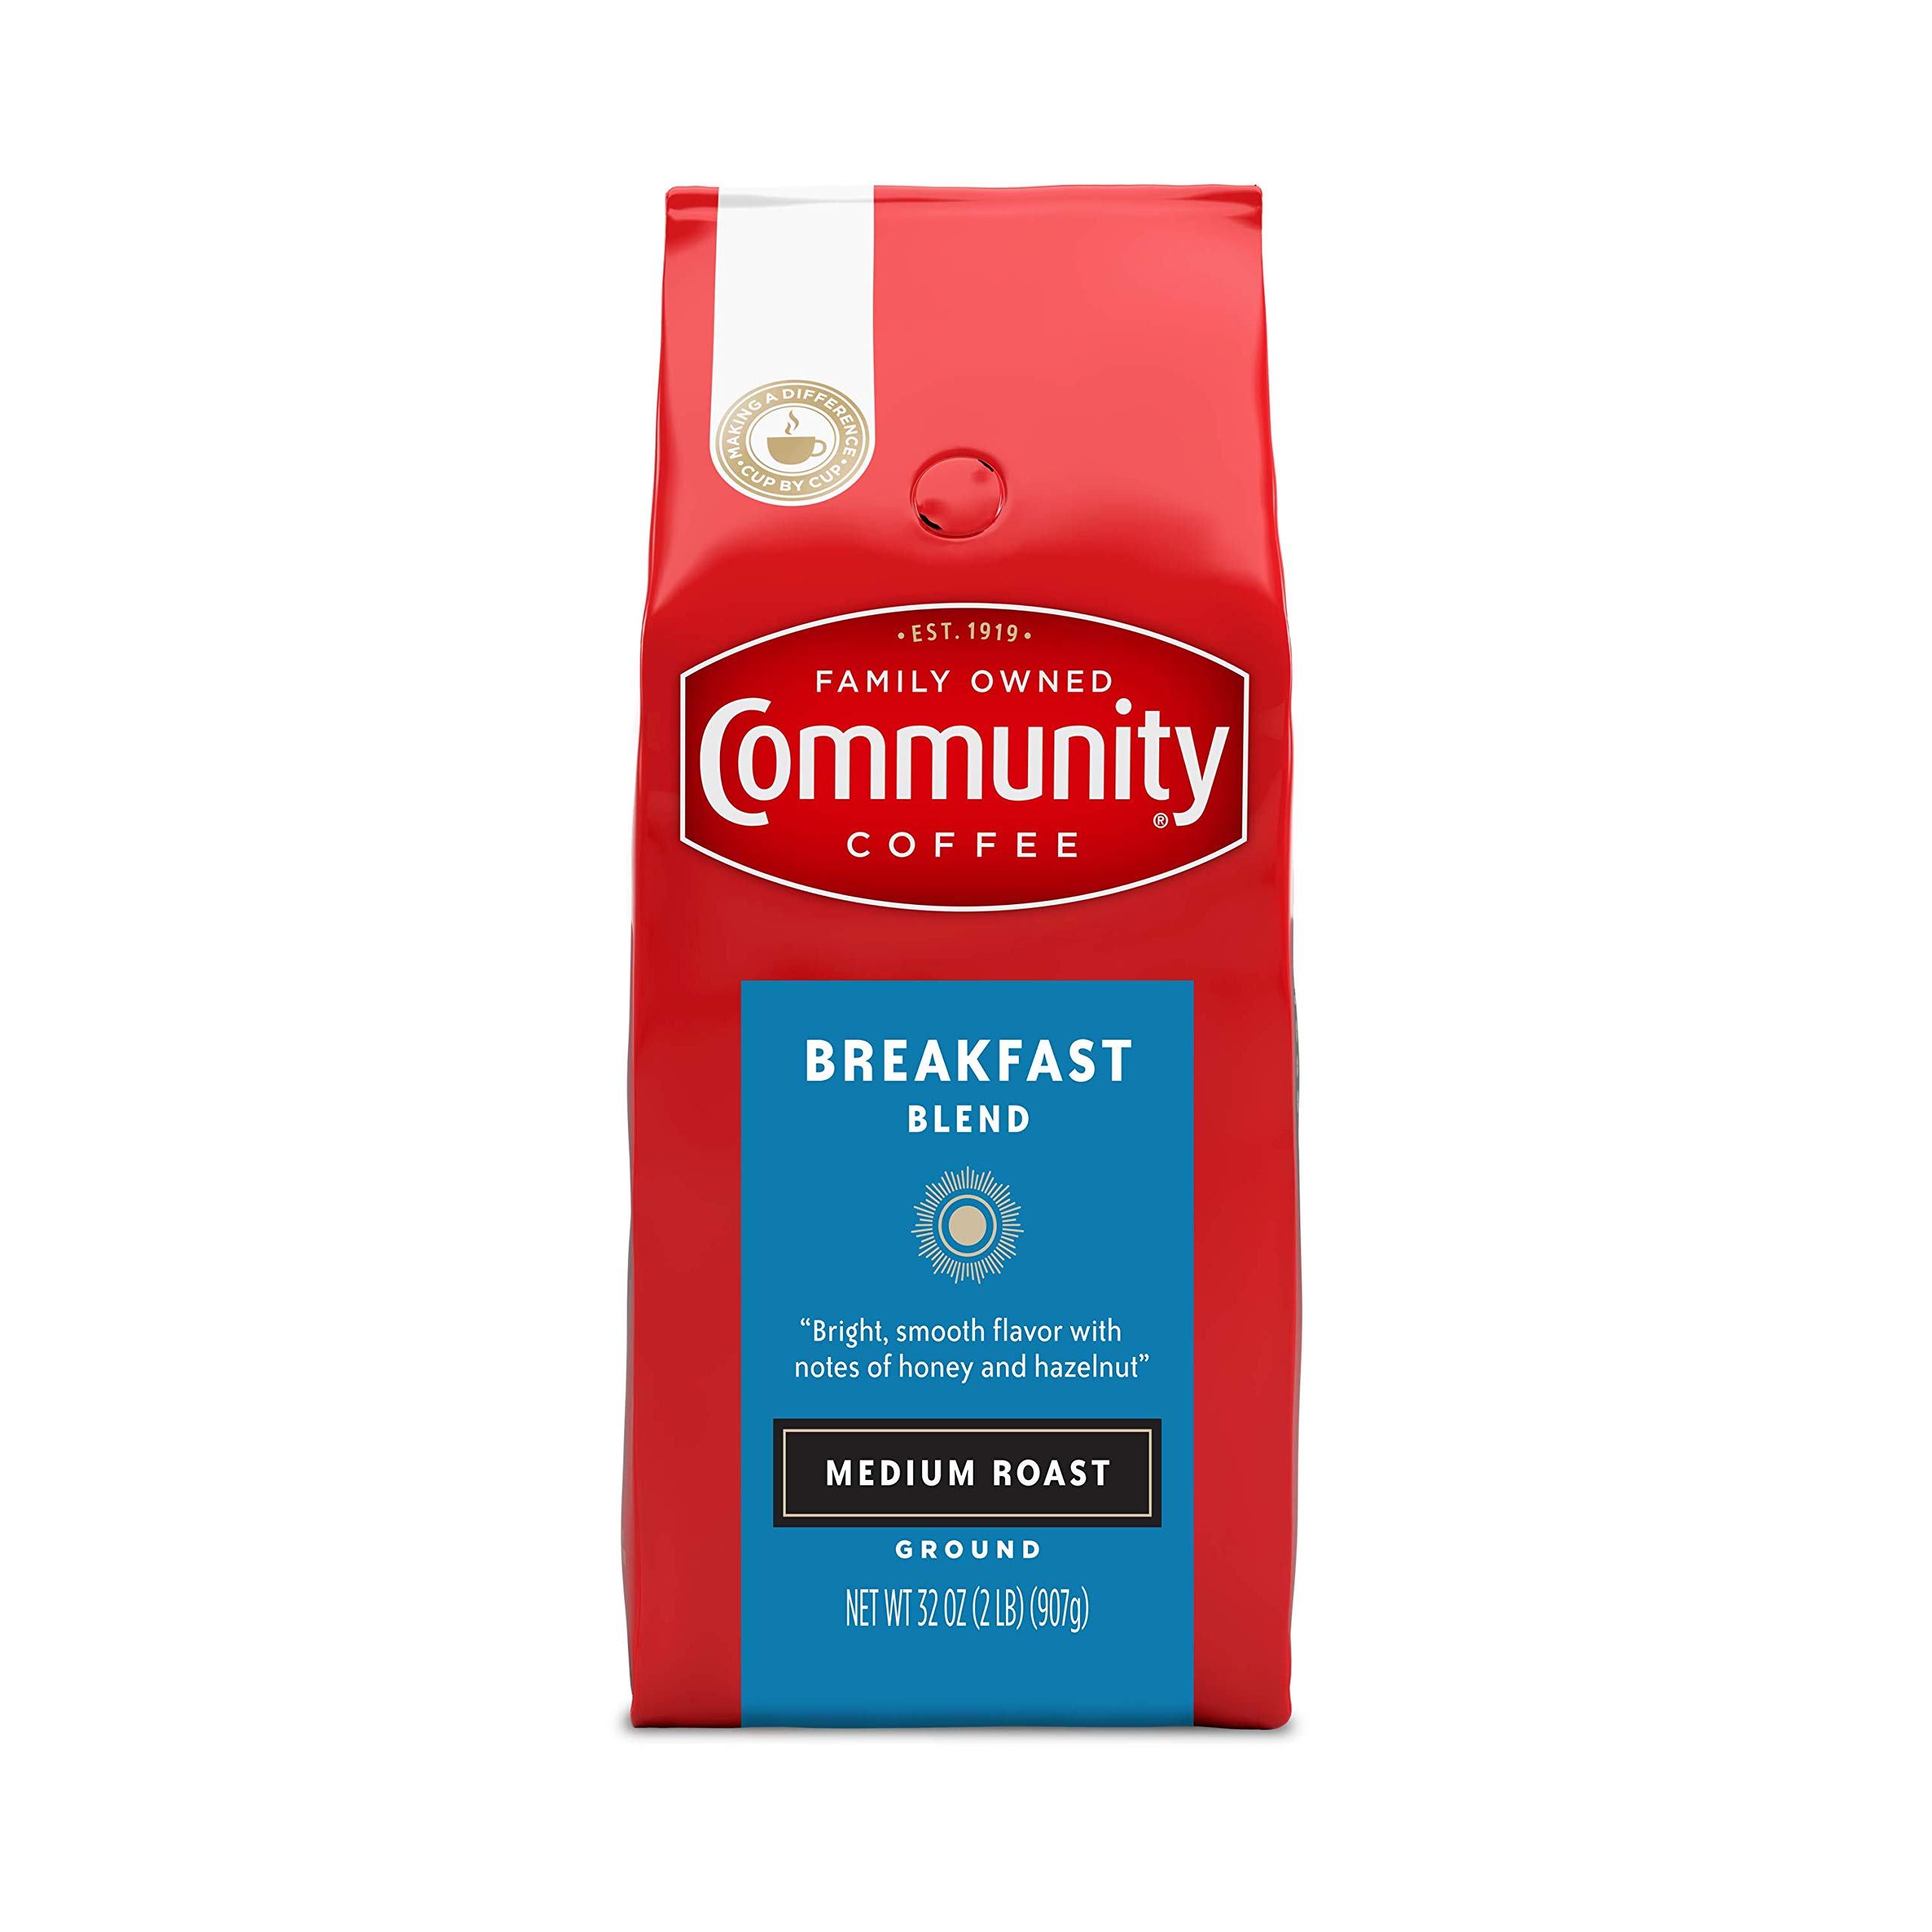 MAKING A DIFFERENCE
• CUP BY CUP •
• EST. 1919 •
FAMILY OWNED
Community®
COFFEE
BREAKFAST
BLEND
“Bright, smooth flavor with
notes of honey and hazelnut”
MEDIUM ROAST
GROUND
NET WT 32 OZ (2 LB) (907g)